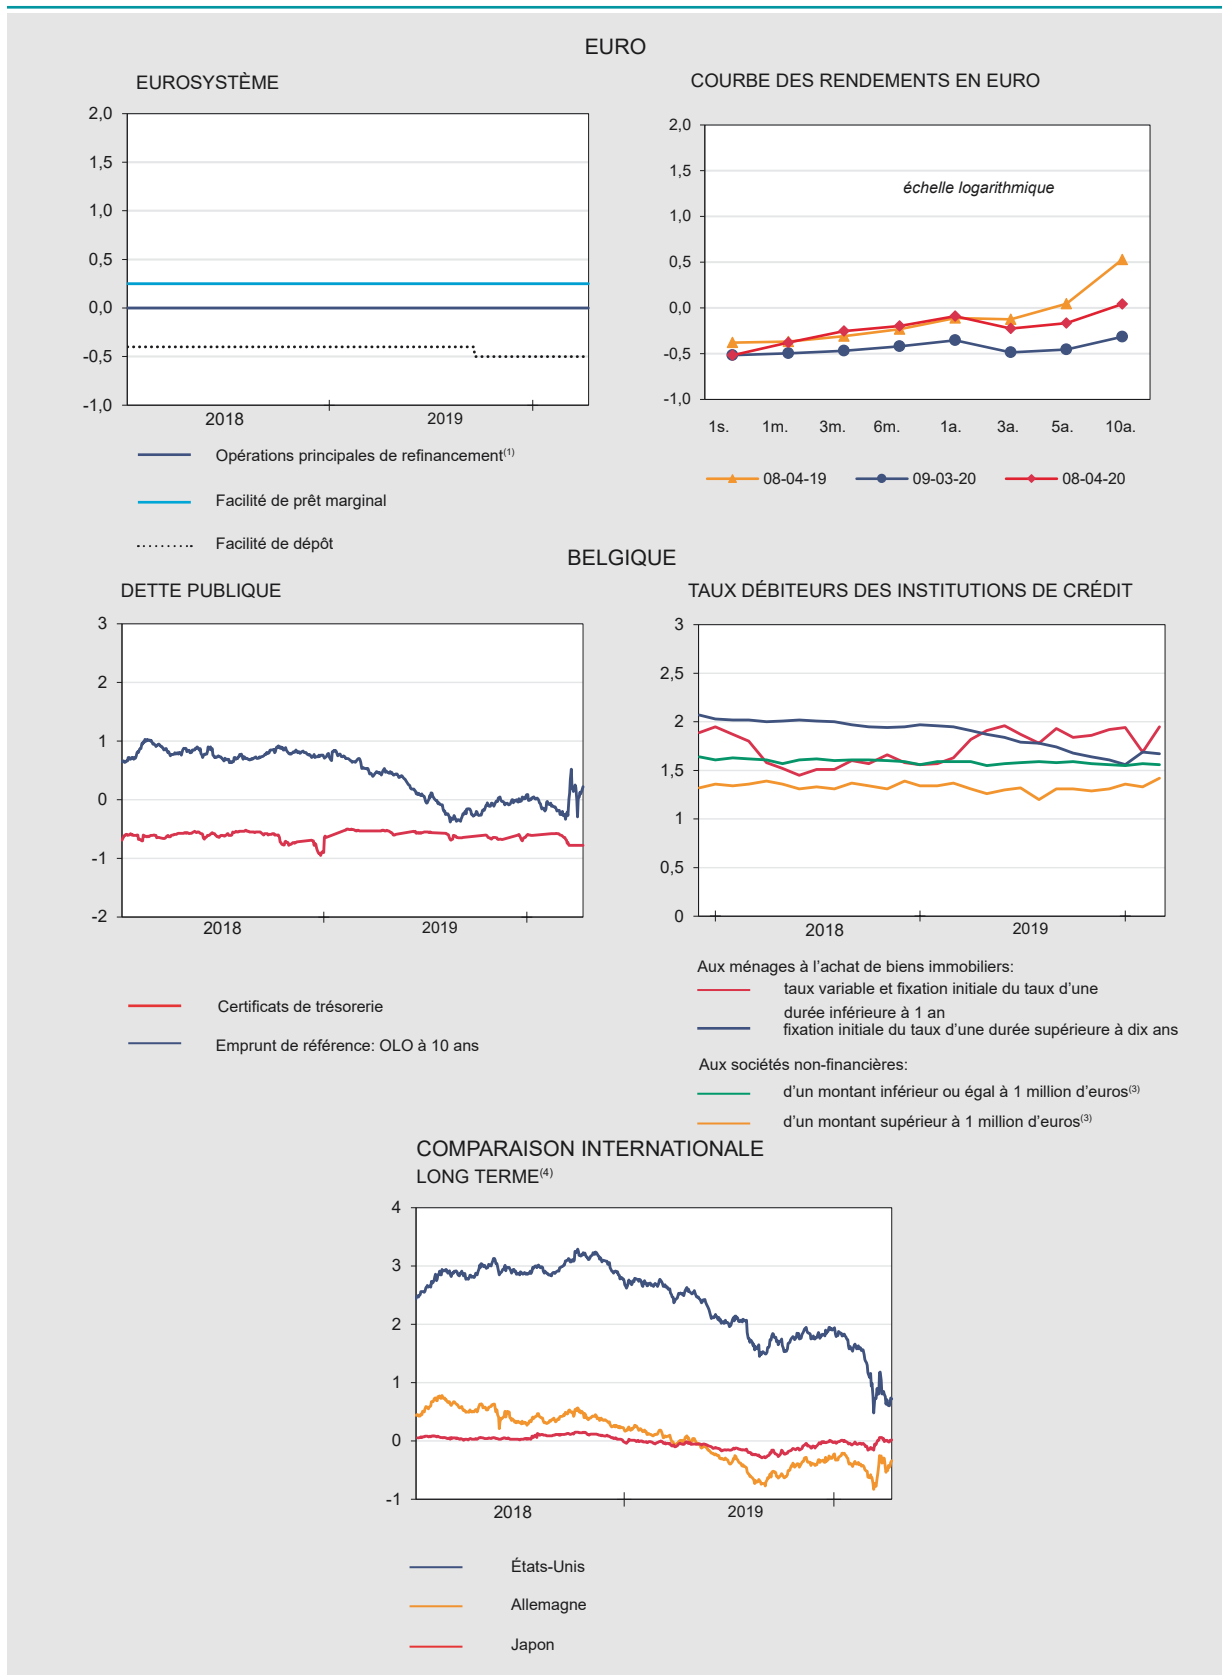 EURO
EUROSYSTÈME
2,0
1,5
1,0
0,5
0,0
-0,5
-1,0
2018
2019
Opérations principales de refinancement(1)
Facilité de prêt marginal
Facilité de dépôt
COURBE DES RENDEMENTS EN EURO
2,0
1,5
1,0
0,5
0,0
-0,5
-1,0
échelle logarithmique
1s. 1m. 3m. 6m. 1a. 3a. 5a. 10a.
08-04-19 09-03-20 08-04-20
BELGIQUE
DETTE PUBLIQUE
3
2
1
0
-1
-2
2018
2019
Certificats de trésorerie
Emprunt de référence: OLO à 10 ans
TAUX DÉBITEURS DES INSTITUTIONS DE CRÉDIT
3
2,5
2
1,5
1
0,5
0
2018
2019
Aux ménages à l'achat de biens immobiliers:
taux variable et fixation initiale du taux d'une
durée inférieure à 1 an
fixation initiale du taux d'une durée supérieure à dix ans
Aux sociétés non-financières:
d'un montant inférieur ou égal à 1 million d'euros(3)
d'un montant supérieur à 1 million d'euros(3)
COMPARAISON INTERNATIONALE
LONG TERME(4)
4
3
2
1
0
-1
2018
2019
États-Unis
Allemagne
Japon